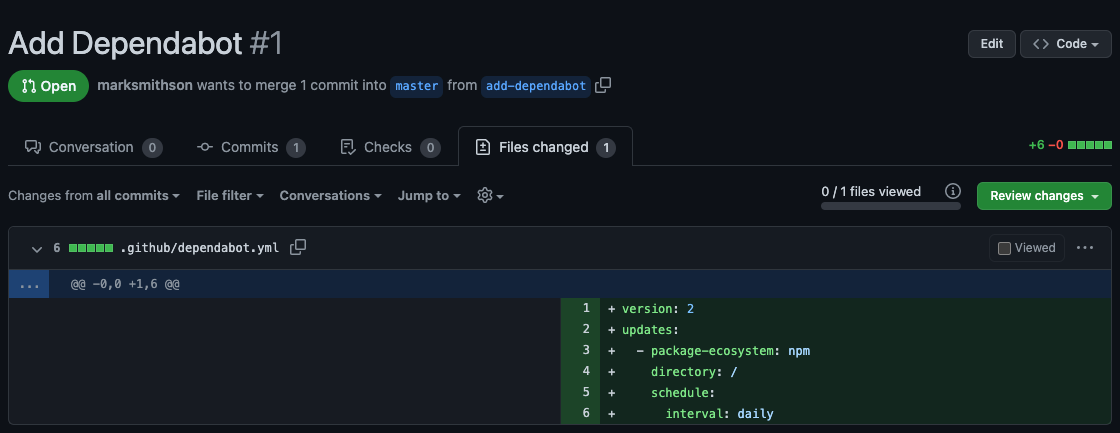 Add Dependabot #1
Edit
<> Code
Open marksmithson wants to merge 1 commit into master from add-dependabot
Conversation 0 Commits 1 Checks 0 Files changed 1
+6 −0
Changes from all commits File filter Conversations Jump to
0 / 1 files viewed
Review changes
6 .github/dependabot.yml
Viewed
...
@@ -0,0 +1,6 @@
1 + version: 2
2 + updates:
3 + - package-ecosystem: npm
4 + directory: /
5 + schedule:
6 + interval: daily